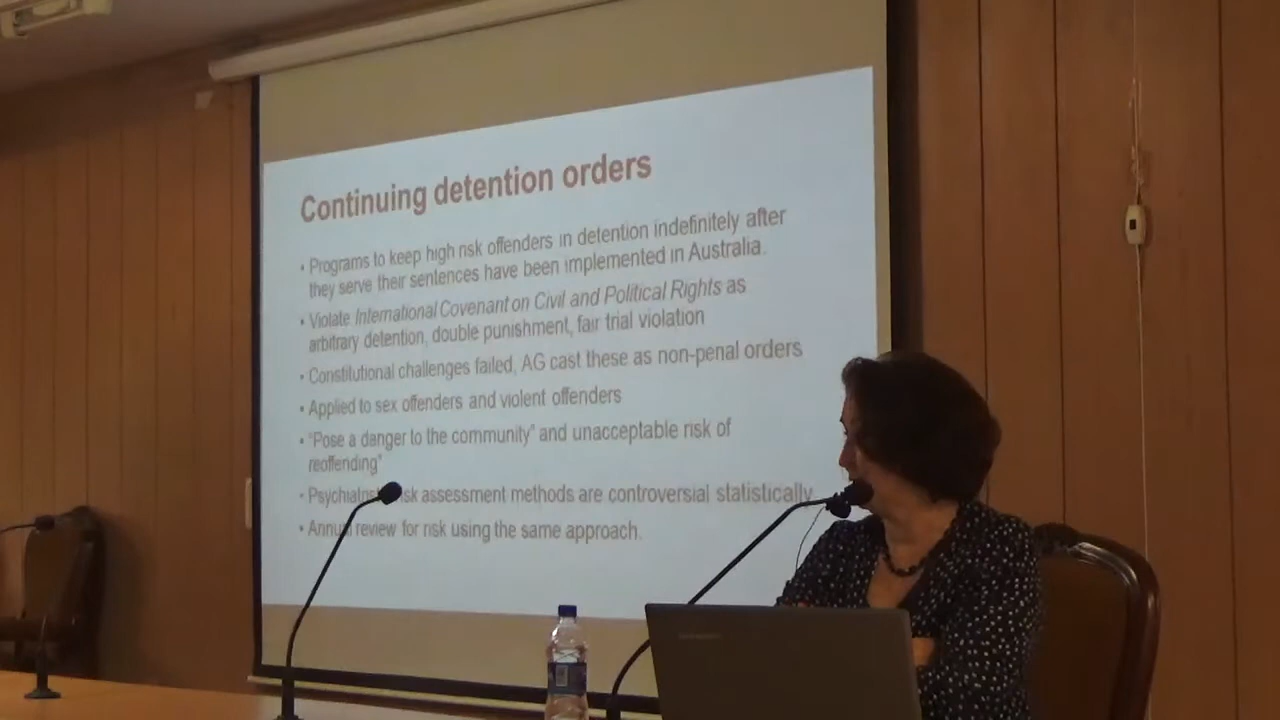 Continuing detention orders
• Programs to keep high risk offenders in detention indefinitely after
they serve their sentences have been implemented in Australia.
• Violate International Covenant on Civil and Political Rights as
arbitrary detention, double punishment, fair trial violation
• Constitutional challenges failed, AG cast these as non-penal orders
• Applied to sex offenders and violent offenders
• "Pose a danger to the community" and unacceptable risk of
reoffending"
• assessment methods are controversial statistically
• review for risk using the same approach.